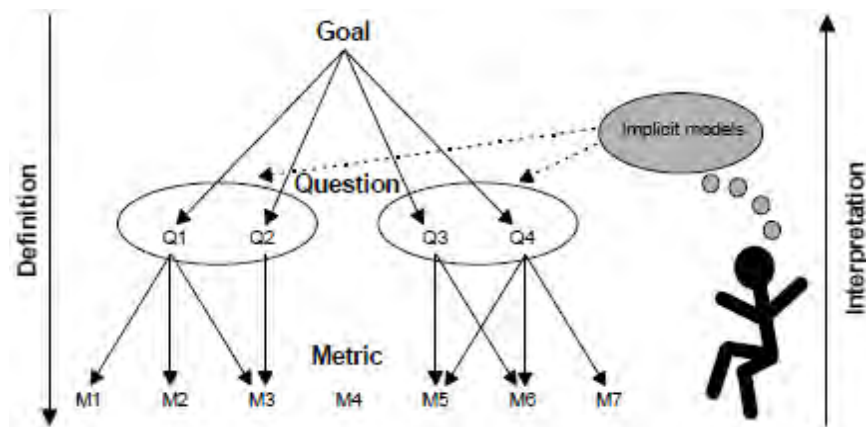 Goal
Implicit models
Question
Q1 Q2 Q3 Q4
Metric
M1 M2 M3 M4 M5 M6 M7
Definition
Interpretation